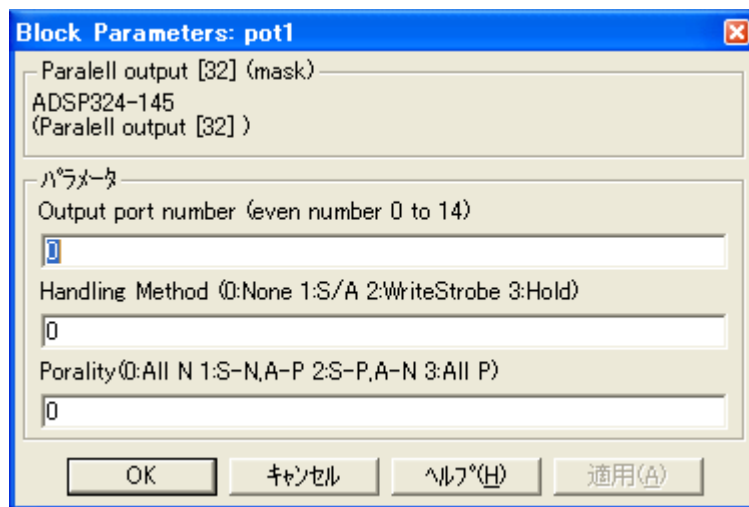 Block Parameters: pot1
Paralell output [32] (mask)
ADSP324-145
(Paralell output [32] )
パラメータ
Output port number (even number 0 to 14)
0
Handling Method (0:None 1:S/A 2:WriteStrobe 3:Hold)
0
Porality(0:All N 1:S-N,A-P 2:S-P,A-N 3:All P)
0
OK キャンセル ヘルプ(H) 適用(A)